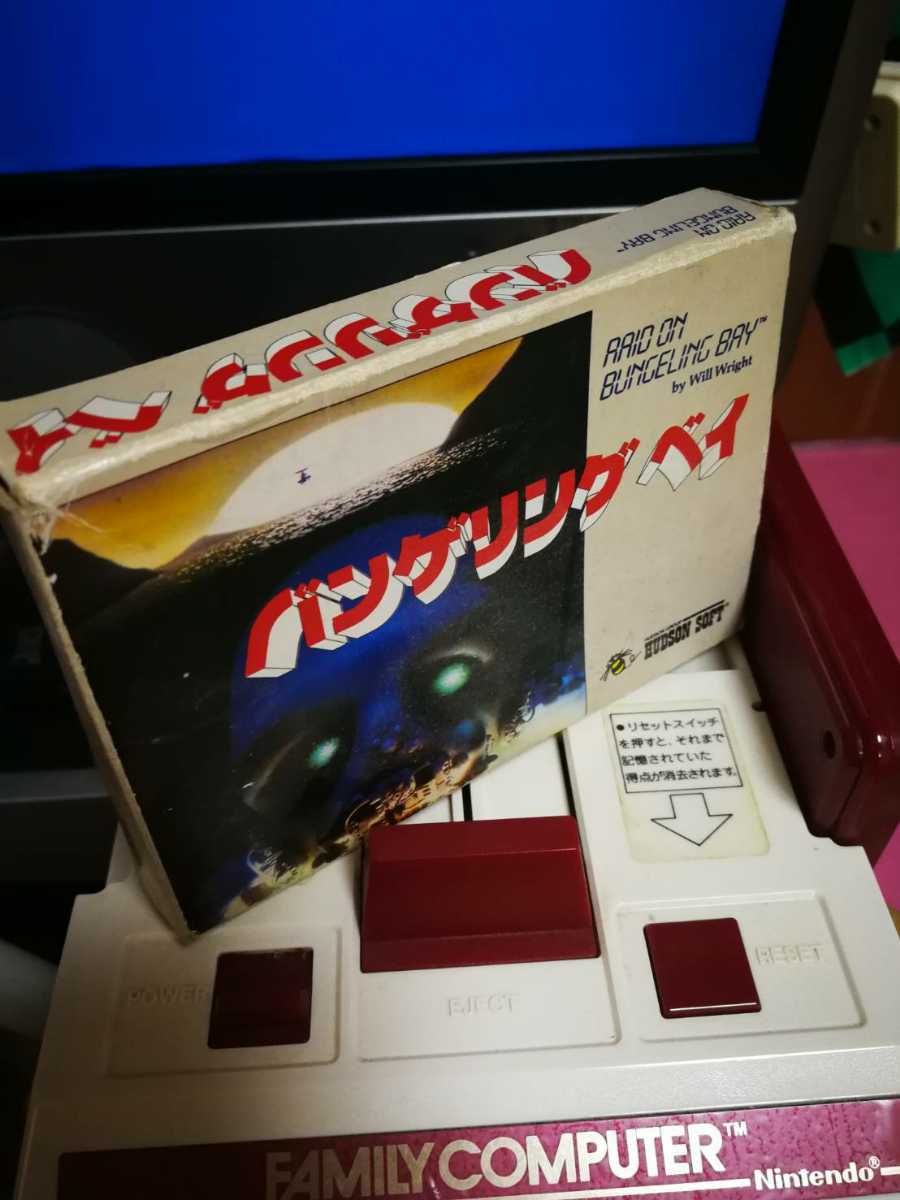 RAID ON
BUNGELING BAY™
バンゲリング ベイ
RAID ON
BUNGELING BAY™
by Will Wright
バンゲリング ベイ
HUDSON SOFT
●リセットスイッチ
を押すと、それまで
記憶されていた
得点が消去されます。
POWER
EJECT
RESET
FAMILY COMPUTER™
Nintendo®